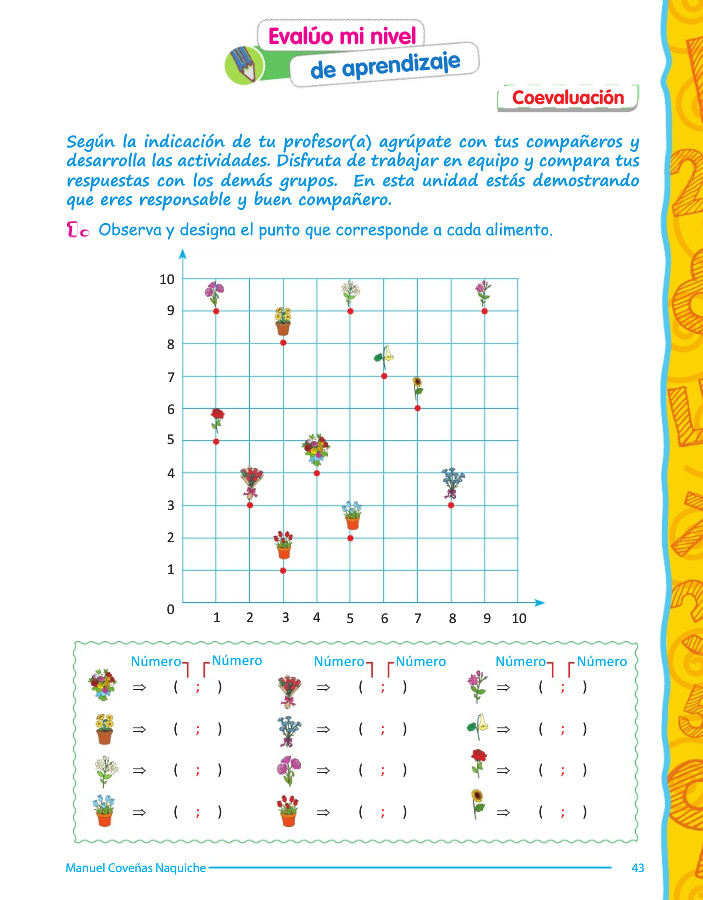 Evalúo mi nivel
de aprendizaje
Coevaluación
Según la indicación de tu profesor(a) agrúpate con tus compañeros y
desarrolla las actividades. Disfruta de trabajar en equipo y compara tus
respuestas con los demás grupos. En esta unidad estás demostrando
que eres responsable y buen compañero.
I. Observa y designa el punto que corresponde a cada alimento.
10
9
8
7
6
5
4
3
2
1
0
1 2 3 4 5 6 7 8 9 10
Número Número Número Número Número Número
⇒ ( ; ) ⇒ ( ; ) ⇒ ( ; )
⇒ ( ; ) ⇒ ( ; ) ⇒ ( ; )
⇒ ( ; ) ⇒ ( ; ) ⇒ ( ; )
⇒ ( ; ) ⇒ ( ; ) ⇒ ( ; )
Manuel Coveñas Naquiche 43